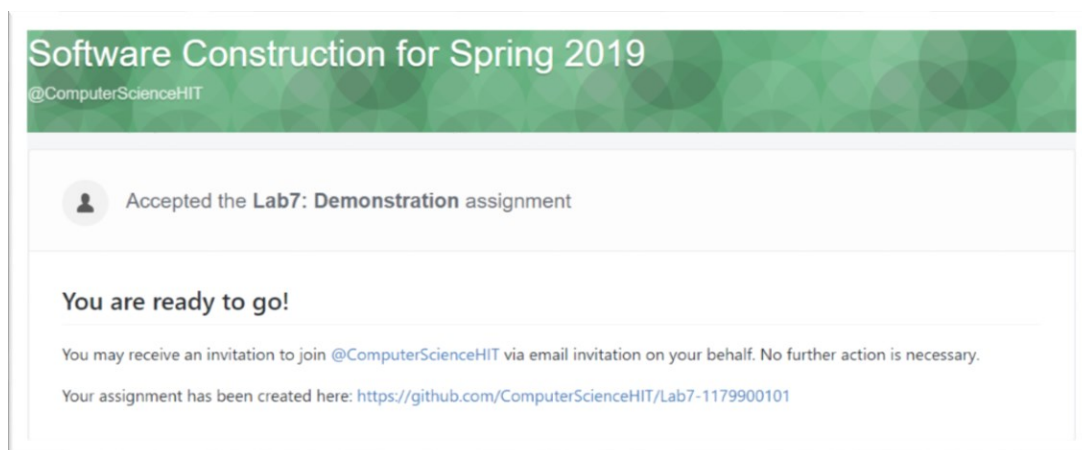 Software Construction for Spring 2019
@ComputerScienceHIT
Accepted the Lab7: Demonstration assignment
You are ready to go!
You may receive an invitation to join @ComputerScienceHIT via email invitation on your behalf. No further action is necessary.
Your assignment has been created here: https://github.com/ComputerScienceHIT/Lab7-1179900101